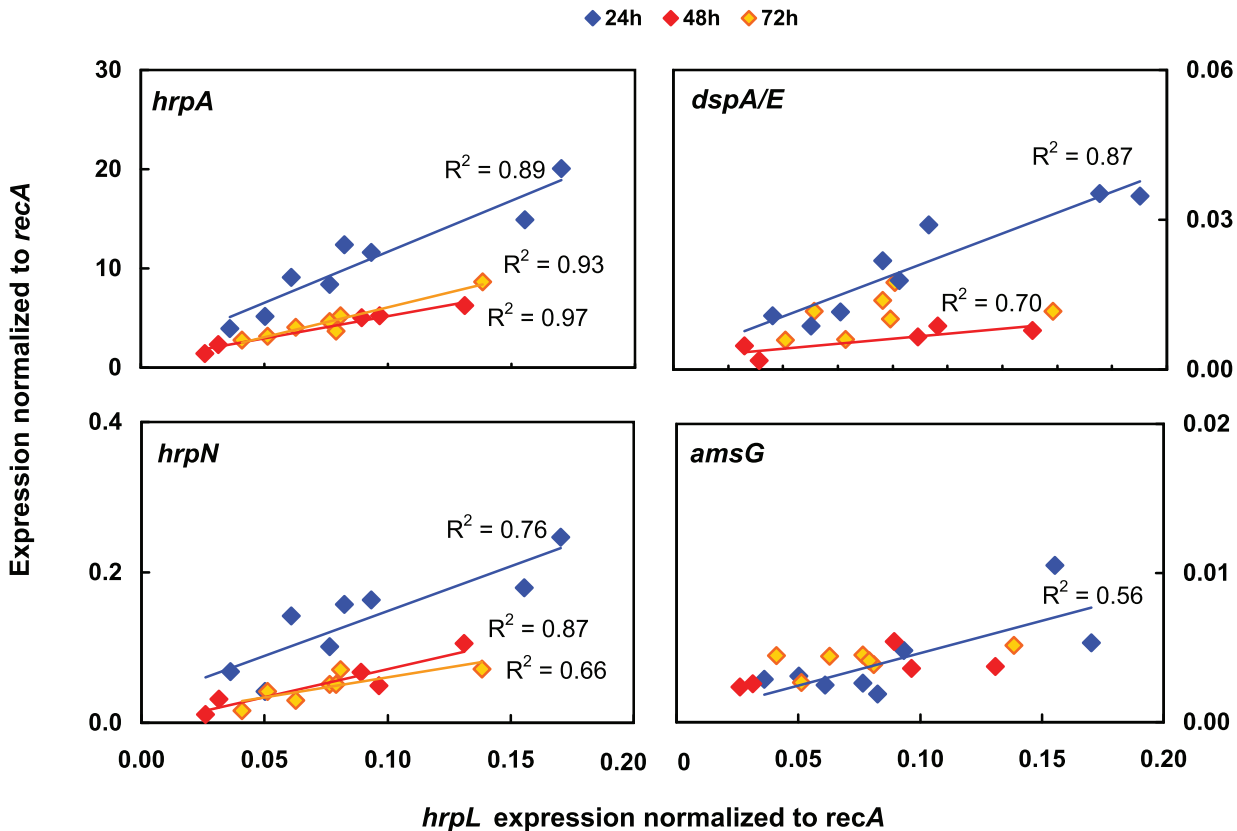 24h 48h 72h
Expression normalized to recA
30
20
10
0
hrpA
R² = 0.89
R² = 0.93
R² = 0.97
0.06
0.03
0.00
dspA/E
R² = 0.87
R² = 0.70
0.4
0.2
0.0
hrpN
R² = 0.76
R² = 0.87
R² = 0.66
0.02
0.01
0.00
amsG
R² = 0.56
0.00 0.05 0.10 0.15 0.20
0 0.05 0.10 0.15 0.20
hrpL expression normalized to recA